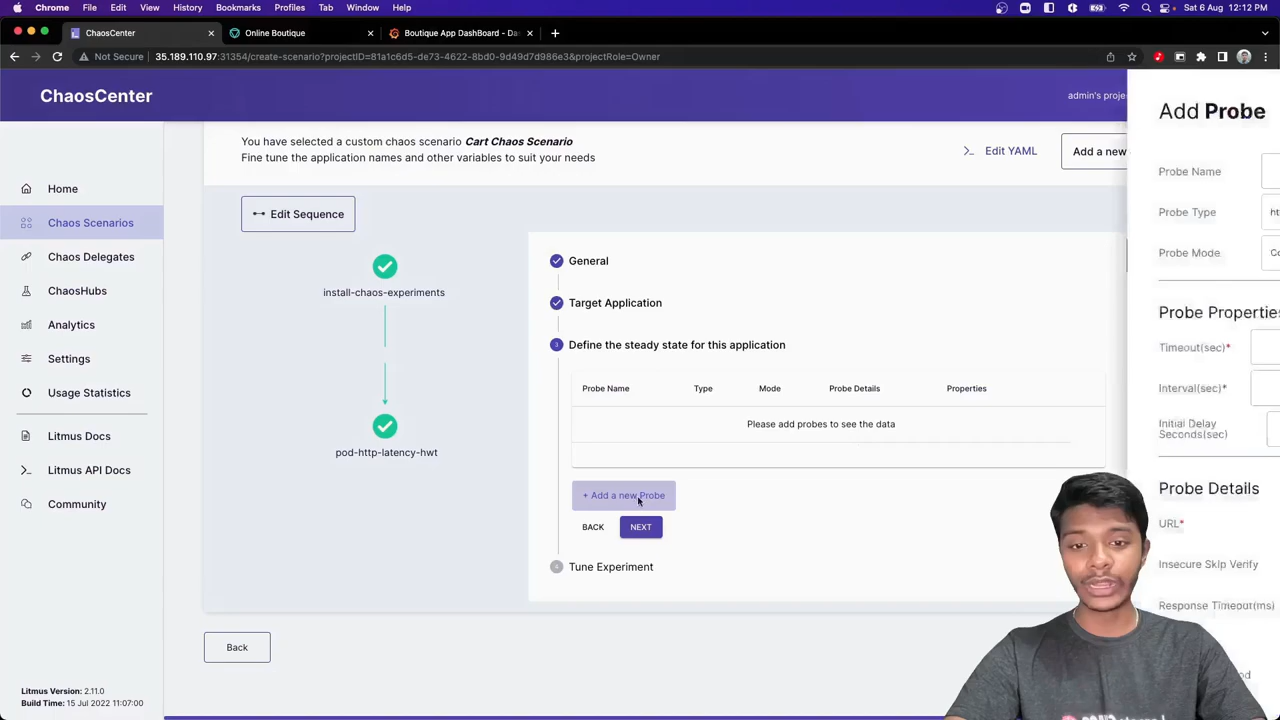 Chrome File Edit View History Bookmarks Profiles Tab Window Help
Sat 6 Aug 12:12 PM
ChaosCenter
Online Boutique
Boutique App DashBoard - Da
Not Secure 35.189.110.97:31354/create-scenario?projectID=81a1c6d5-de73-4622-8bd0-9d49d7d986e3&projectRole=Owner
ChaosCenter
admin's proje
Home
Chaos Scenarios
Chaos Delegates
ChaosHubs
Analytics
Settings
Usage Statistics
Litmus Docs
Litmus API Docs
Community
Litmus Version: 2.11.0
Build Time: 15 Jul 2022 11:07:00
You have selected a custom chaos scenario Cart Chaos Scenario
Fine tune the application names and other variables to suit your needs
Edit YAML
Add a new
Edit Sequence
install-chaos-experiments
pod-http-latency-hwt
General
Target Application
3 Define the steady state for this application
Probe Name Type Mode Probe Details Properties
Please add probes to see the data
+ Add a new Probe
BACK NEXT
4 Tune Experiment
Back
Add Probe
Probe Name
Probe Type ht
Probe Mode Co
Probe Properties
Timeout(sec)*
Interval(sec)*
Initial Delay
Seconds(sec)
Probe Details
URL*
Insecure Skip Verify
Response Timeout(ms)